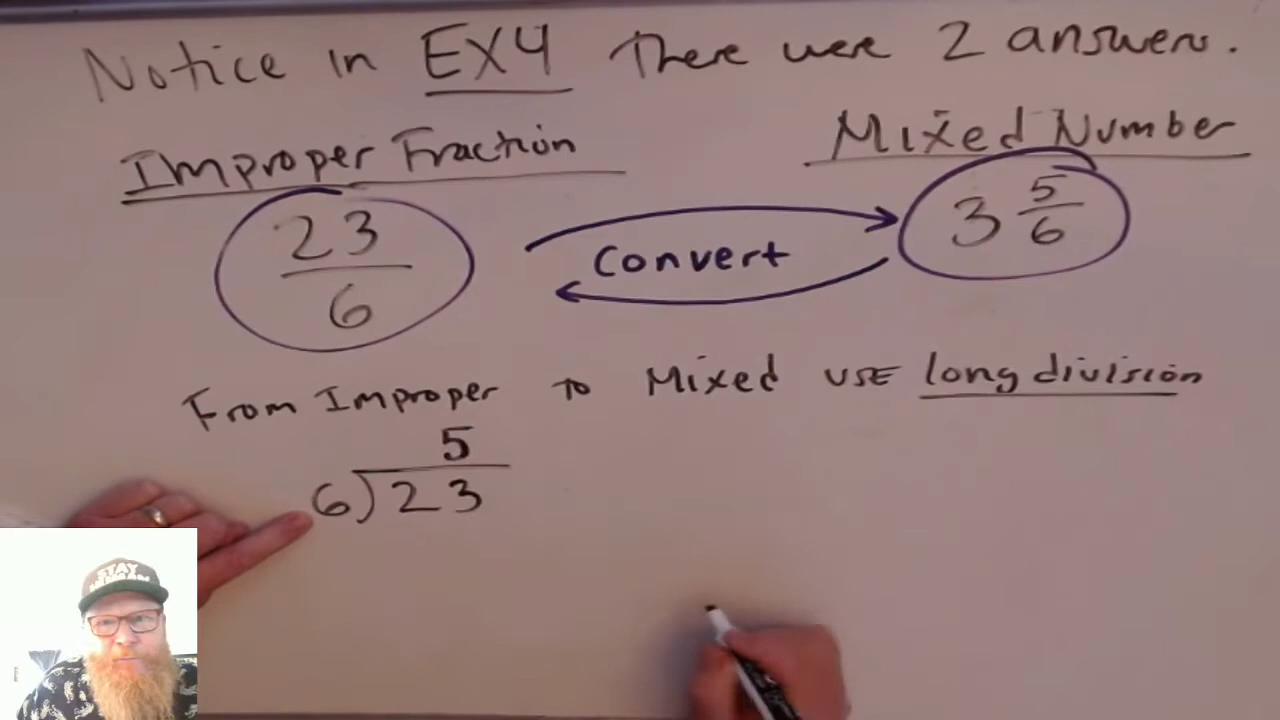 Notice in EX4 There were 2 answers.
Improper Fraction
Mixed Number
23
6
Convert
3 5/6
From Improper to Mixed USE long division
5
6)23
STAY